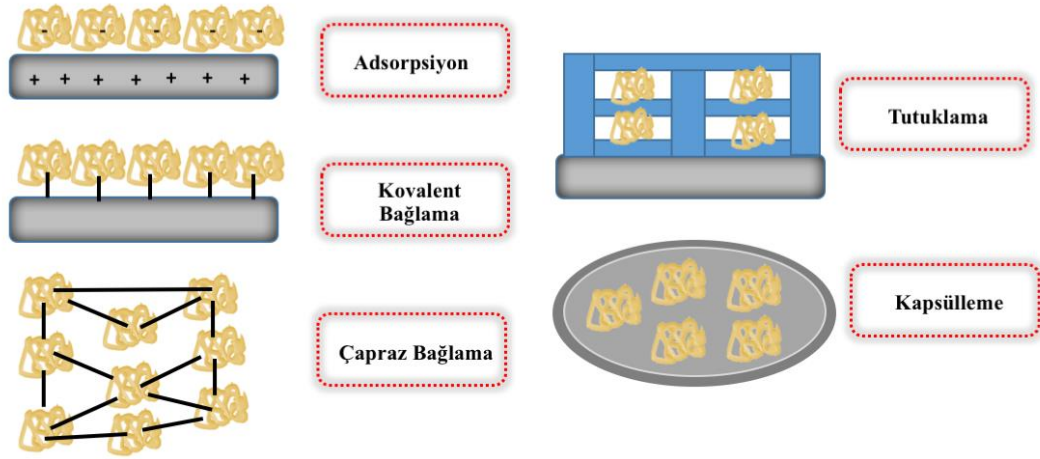 - - - - -
+ + + + + + +
Adsorpsiyon
Kovalent
Bağlama
Çapraz Bağlama
Tutuklama
Kapsülleme